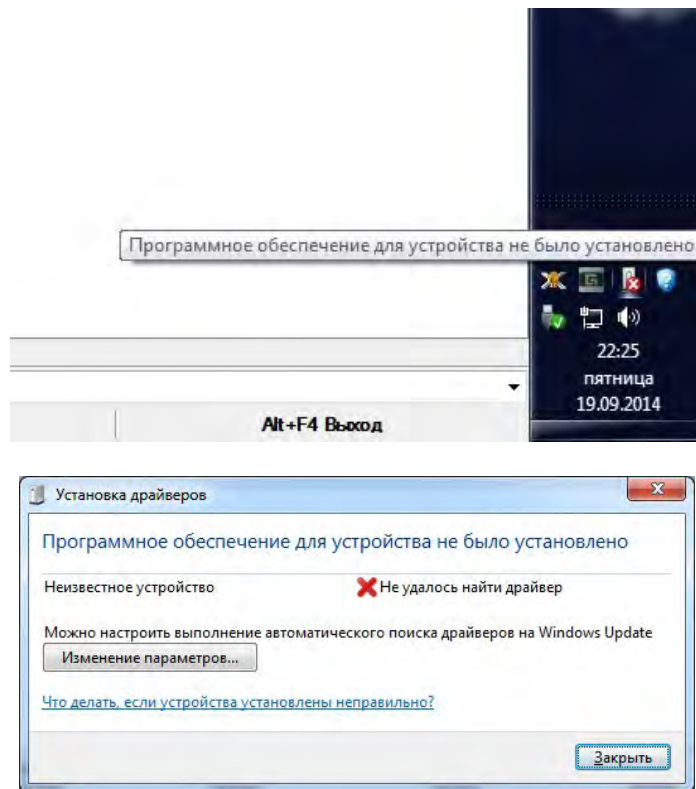 Программное обеспечение для устройства не было установлено
22:25
пятница
19.09.2014
Alt+F4 Выход
Установка драйверов
Программное обеспечение для устройства не было установлено
Неизвестное устройство Не удалось найти драйвер
Можно настроить выполнение автоматического поиска драйверов на Windows Update
Изменение параметров...
Что делать, если устройства установлены неправильно?
Закрыть